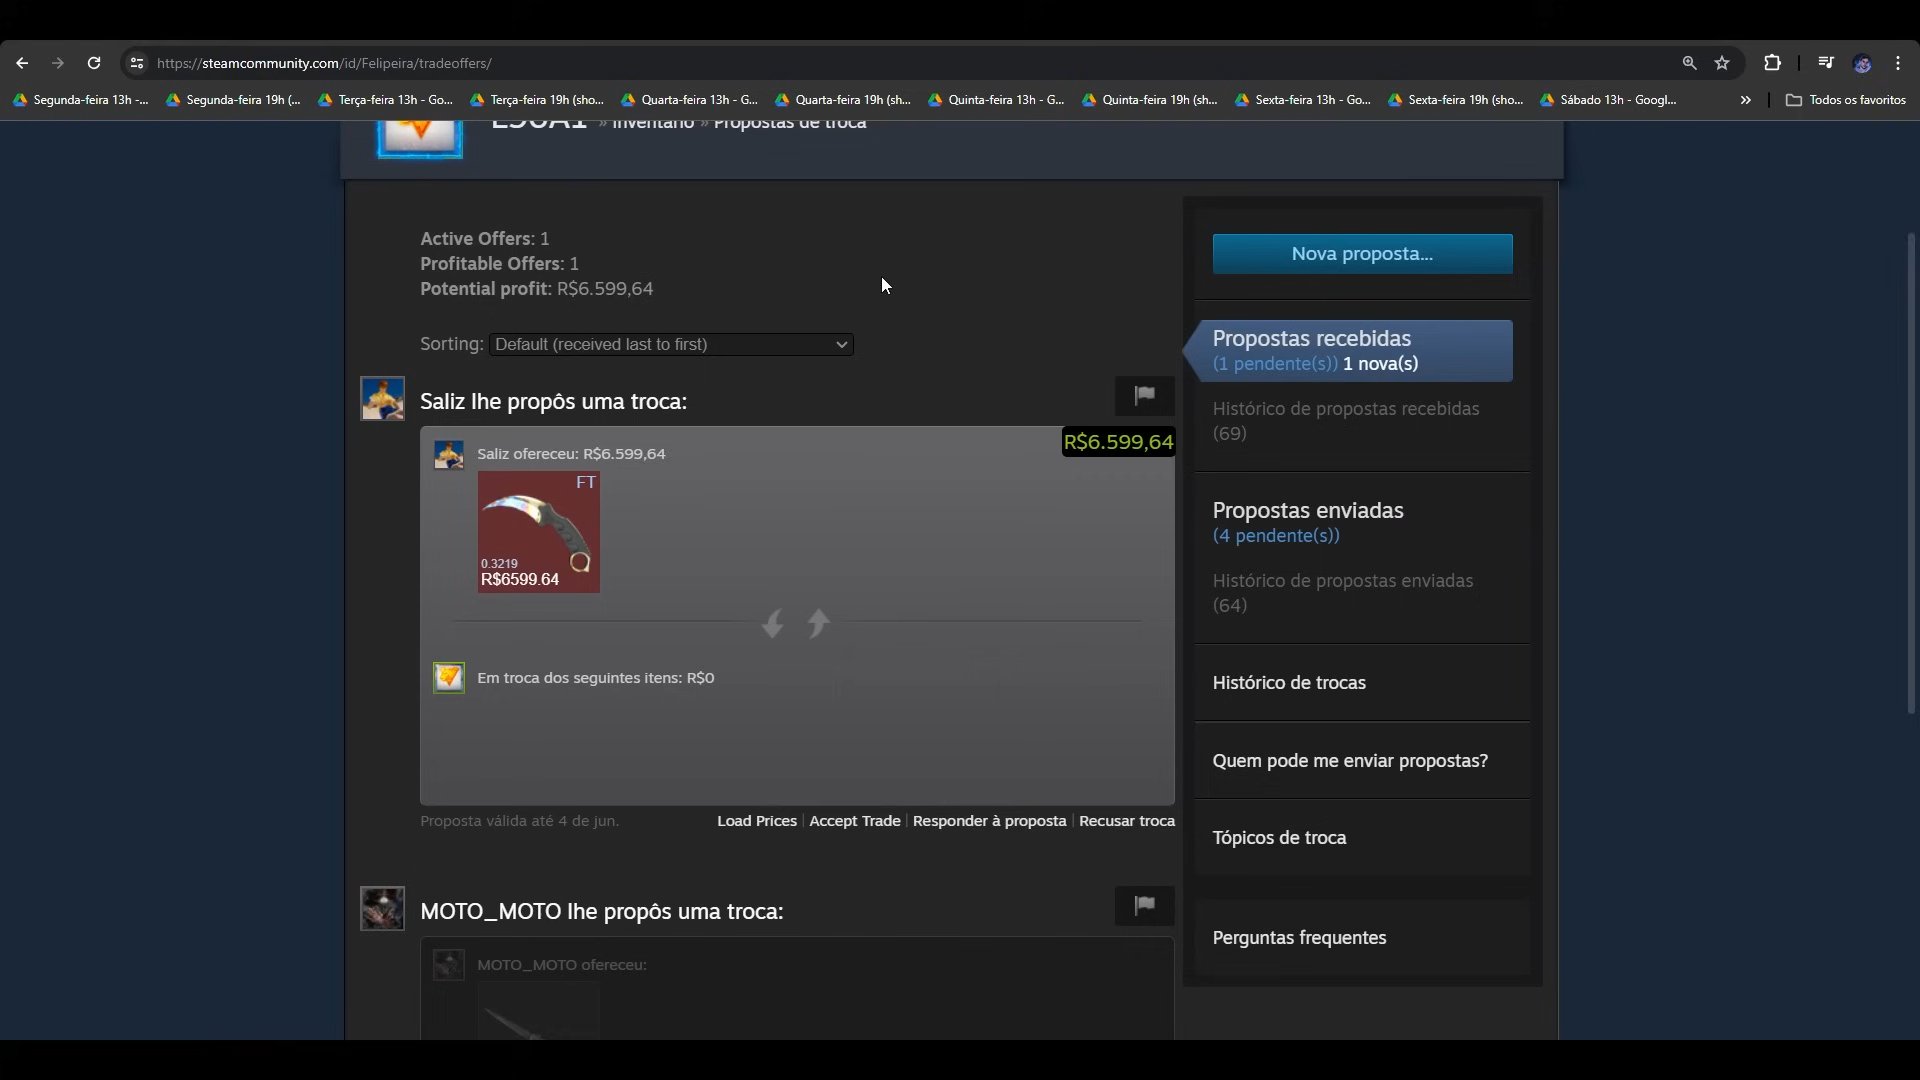 https://steamcommunity.com/id/Felipeira/tradeoffers/
Segunda-feira 13h -... Segunda-feira 19h (... Terça-feira 13h - Go... Terça-feira 19h (sho... Quarta-feira 13h - G... Quarta-feira 19h (sh... Quinta-feira 13h - G... Quinta-feira 19h (sh... Sexta-feira 13h - Go... Sexta-feira 19h (sho... Sábado 13h - Googl... » Todos os favoritos
» Inventário » Propostas de troca
Active Offers: 1
Profitable Offers: 1
Potential profit: R$6.599,64
Sorting: Default (received last to first)
Saliz lhe propôs uma troca:
R$6.599,64
Saliz ofereceu: R$6.599,64
FT
0.3219
R$6599.64
Em troca dos seguintes itens: R$0
Proposta válida até 4 de jun.
Load Prices | Accept Trade | Responder à proposta | Recusar troca
MOTO_MOTO lhe propôs uma troca:
MOTO_MOTO ofereceu:
Nova proposta...
Propostas recebidas
(1 pendente(s)) 1 nova(s)
Histórico de propostas recebidas
(69)
Propostas enviadas
(4 pendente(s))
Histórico de propostas enviadas
(64)
Histórico de trocas
Quem pode me enviar propostas?
Tópicos de troca
Perguntas frequentes